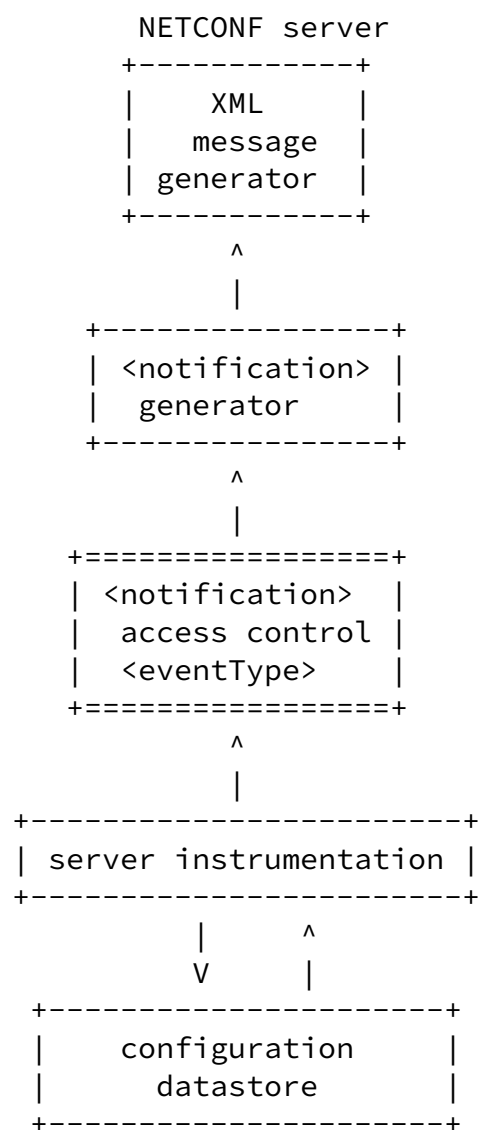 NETCONF server
+------------+
|    XML     |
|   message  |
| generator  |
+------------+
^
|
+----------------+
| <notification> |
|  generator     |
+----------------+
^
|
+=================+
| <notification>  |
|  access control |
|  <eventType>    |
+=================+
^
|
+------------------------+
| server instrumentation |
+------------------------+
|     ^
V     |
+----------------------+
|    configuration     |
|      datastore       |
+----------------------+